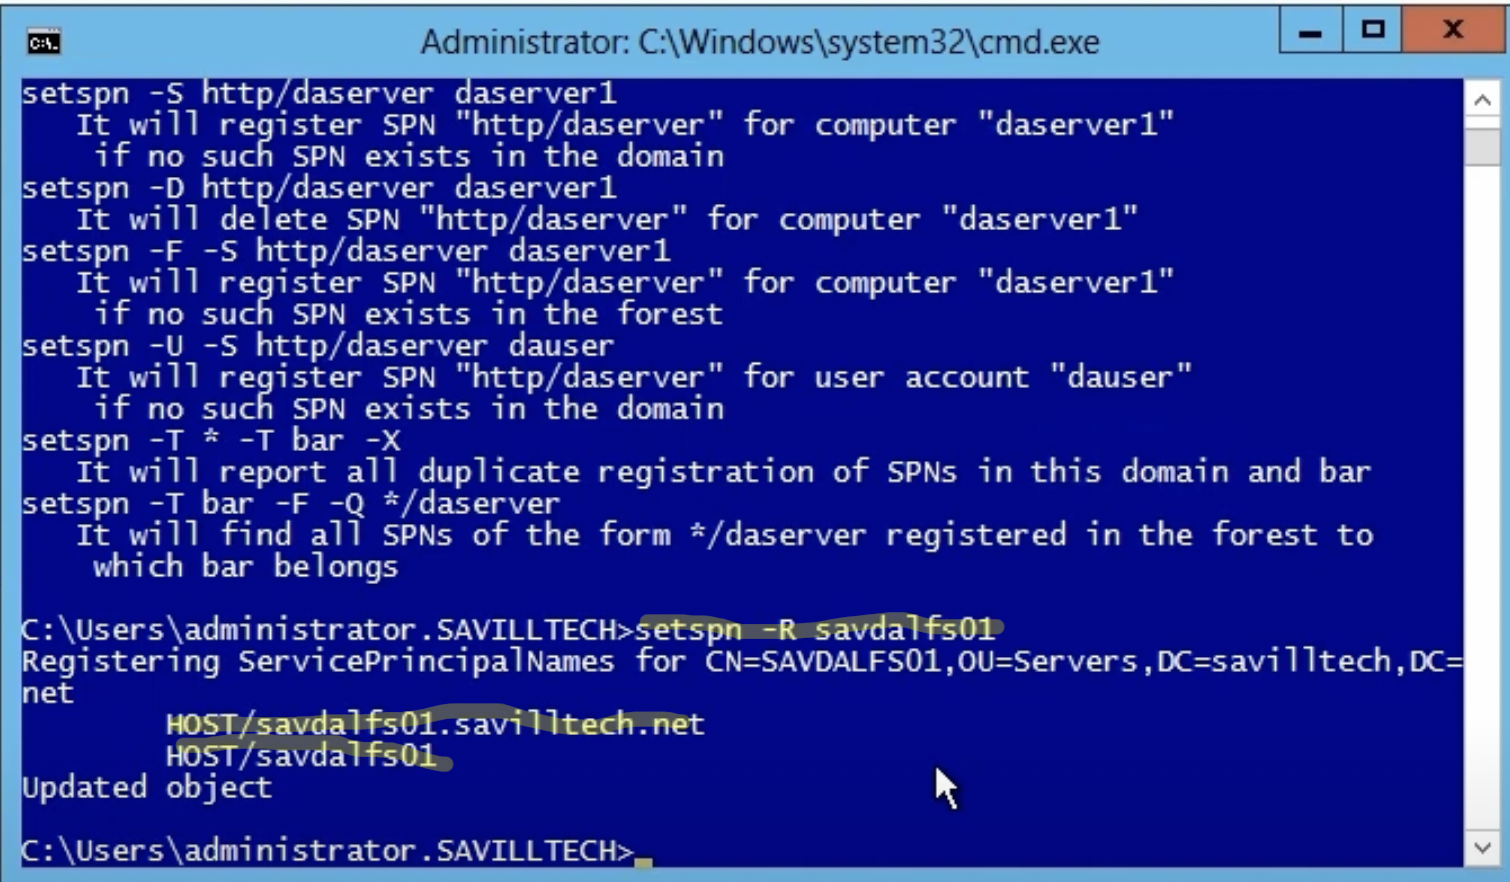 Administrator: C:\Windows\system32\cmd.exe
setspn -S http/daserver daserver1
It will register SPN "http/daserver" for computer "daserver1"
if no such SPN exists in the domain
setspn -D http/daserver daserver1
It will delete SPN "http/daserver" for computer "daserver1"
setspn -F -S http/daserver daserver1
It will register SPN "http/daserver" for computer "daserver1"
if no such SPN exists in the forest
setspn -U -S http/daserver dauser
It will register SPN "http/daserver" for user account "dauser"
if no such SPN exists in the domain
setspn -T * -T bar -X
It will report all duplicate registration of SPNs in this domain and bar
setspn -T bar -F -Q */daserver
It will find all SPNs of the form */daserver registered in the forest to
which bar belongs
C:\Users\administrator.SAVILLTECH>setspn -R savdalfs01
Registering ServicePrincipalNames for CN=SAVDALFS01,OU=Servers,DC=savilltech,DC=
net
HOST/savdalfs01.savilltech.net
HOST/savdalfs01
Updated object
C:\Users\administrator.SAVILLTECH>_